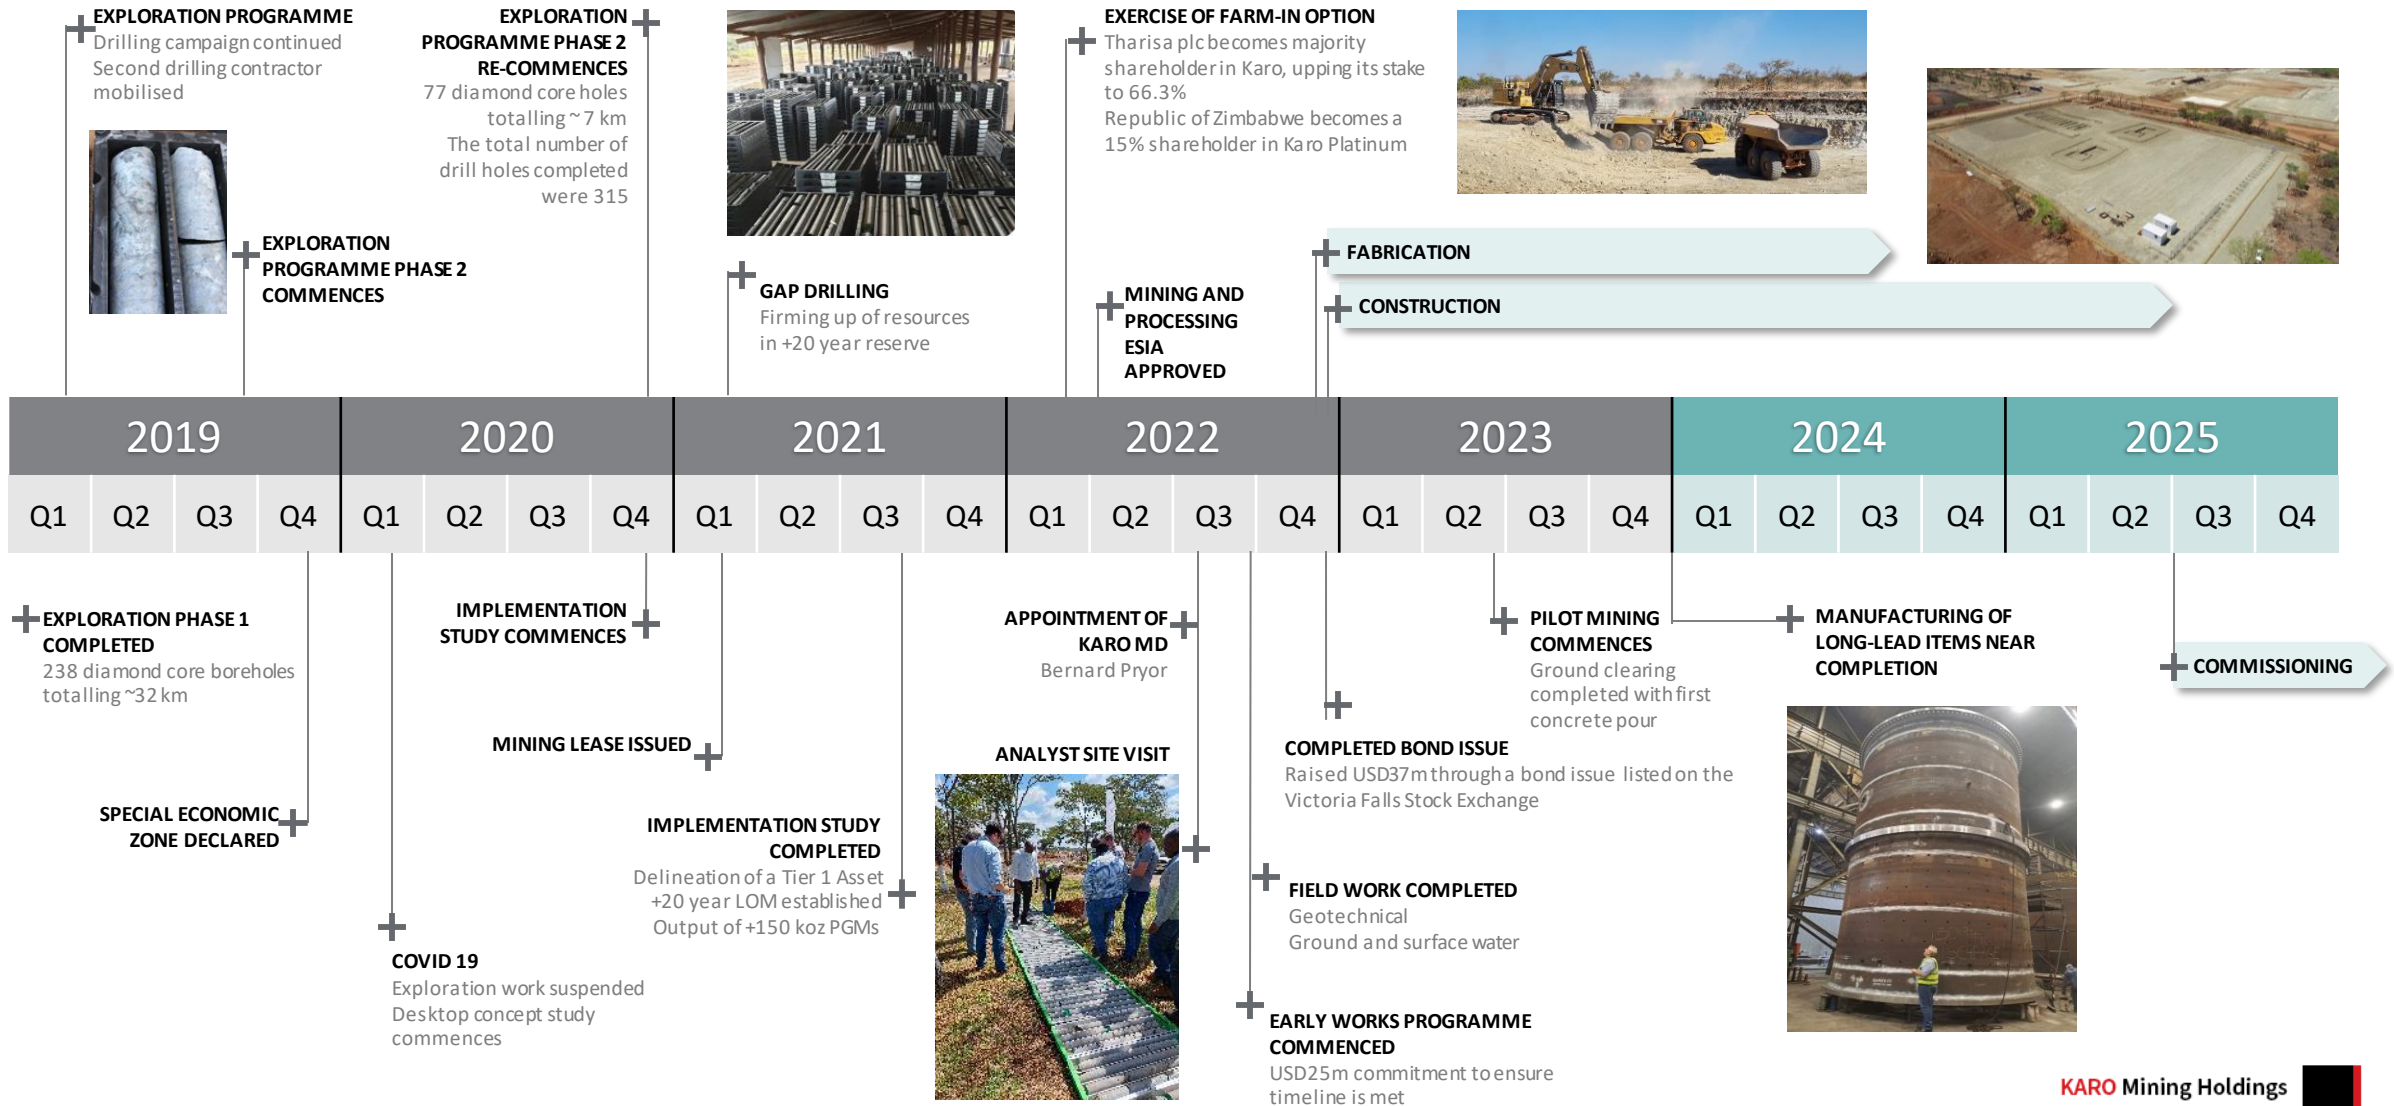 EXPLORATION PROGRAMME
Drilling campaign continued
Second drilling contractor
mobilised
EXPLORATION
PROGRAMME PHASE 2
COMMENCES
EXPLORATION
PROGRAMME PHASE 2
RE-COMMENCES
77 diamond core holes
totalling ~ 7 km
The total number of
drill holes completed
were 315
GAP DRILLING
Firming up of resources
in +20 year reserve
EXERCISE OF FARM-IN OPTION
Tharisa plc becomes majority
shareholder in Karo, upping its stake
to 66.3%
Republic of Zimbabwe becomes a
15% shareholder in Karo Platinum
MINING AND
PROCESSING
ESIA
APPROVED
FABRICATION
CONSTRUCTION
2019 2020 2021 2022 2023 2024 2025
Q1 Q2 Q3 Q4 Q1 Q2 Q3 Q4 Q1 Q2 Q3 Q4 Q1 Q2 Q3 Q4 Q1 Q2 Q3 Q4 Q1 Q2 Q3 Q4 Q1 Q2 Q3 Q4
EXPLORATION PHASE 1
COMPLETED
238 diamond core boreholes
totalling ~32 km
SPECIAL ECONOMIC
ZONE DECLARED
COVID 19
Exploration work suspended
Desktop concept study
commences
IMPLEMENTATION
STUDY COMMENCES
MINING LEASE ISSUED
IMPLEMENTATION STUDY
COMPLETED
Delineation of a Tier 1 Asset
+20 year LOM established
Output of +150 koz PGMs
APPOINTMENT OF
KARO MD
Bernard Pryor
ANALYST SITE VISIT
COMPLETED BOND ISSUE
Raised USD37m through a bond issue listed on the
Victoria Falls Stock Exchange
FIELD WORK COMPLETED
Geotechnical
Ground and surface water
EARLY WORKS PROGRAMME
COMMENCED
USD25m commitment to ensure
timeline is met
PILOT MINING
COMMENCES
Ground clearing
completed with first
concrete pour
MANUFACTURING OF
LONG-LEAD ITEMS NEAR
COMPLETION
COMMISSIONING
KARO Mining Holdings